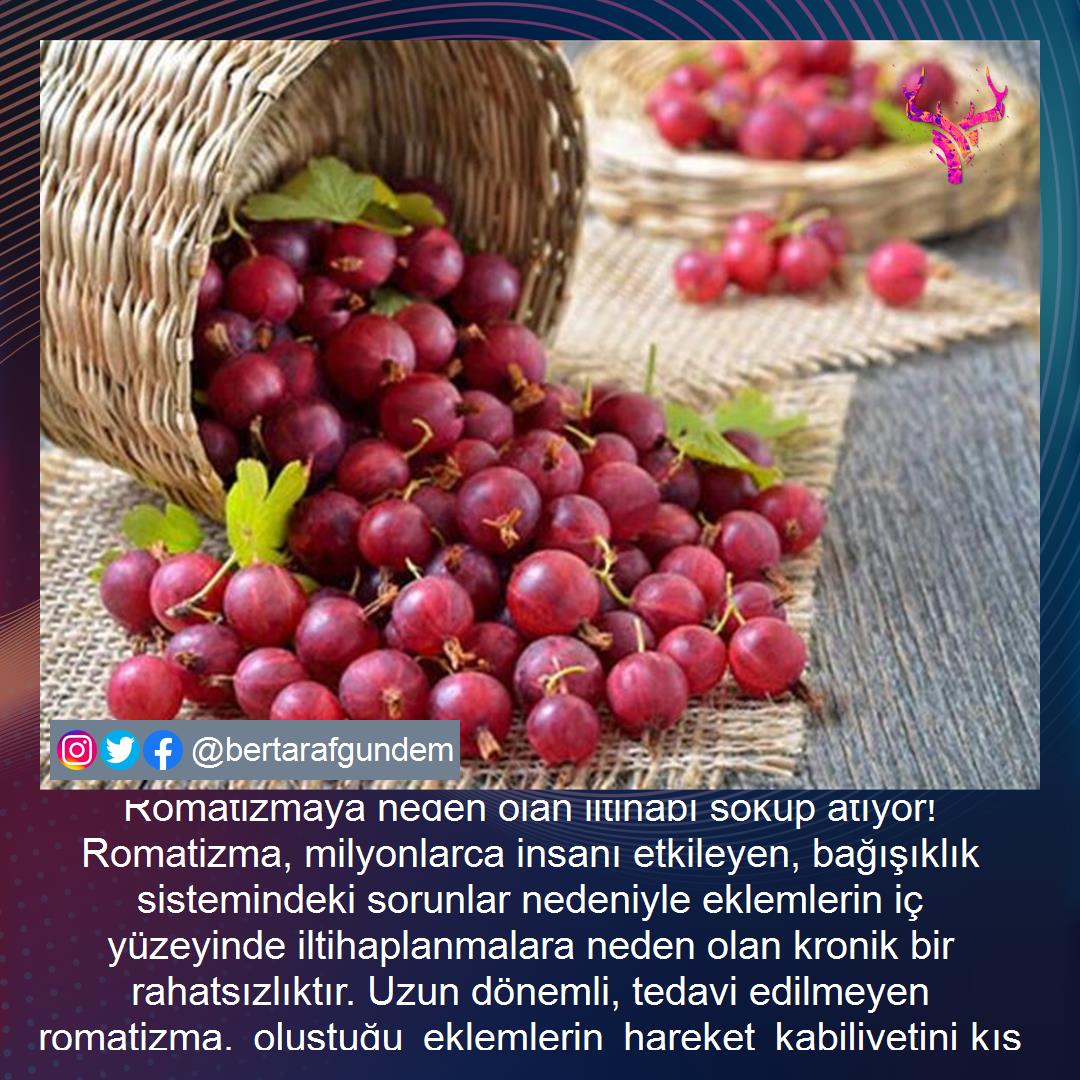 @bertarafgundem
Romatizmaya neden olan iltihabı söküp atıyor!
Romatizma, milyonlarca insanı etkileyen, bağışıklık
sistemindeki sorunlar nedeniyle eklemlerin iç
yüzeyinde iltihaplanmalara neden olan kronik bir
rahatsızlıktır. Uzun dönemli, tedavi edilmeyen
romatizma, oluştuğu eklemlerin hareket kabiliyetini kıs